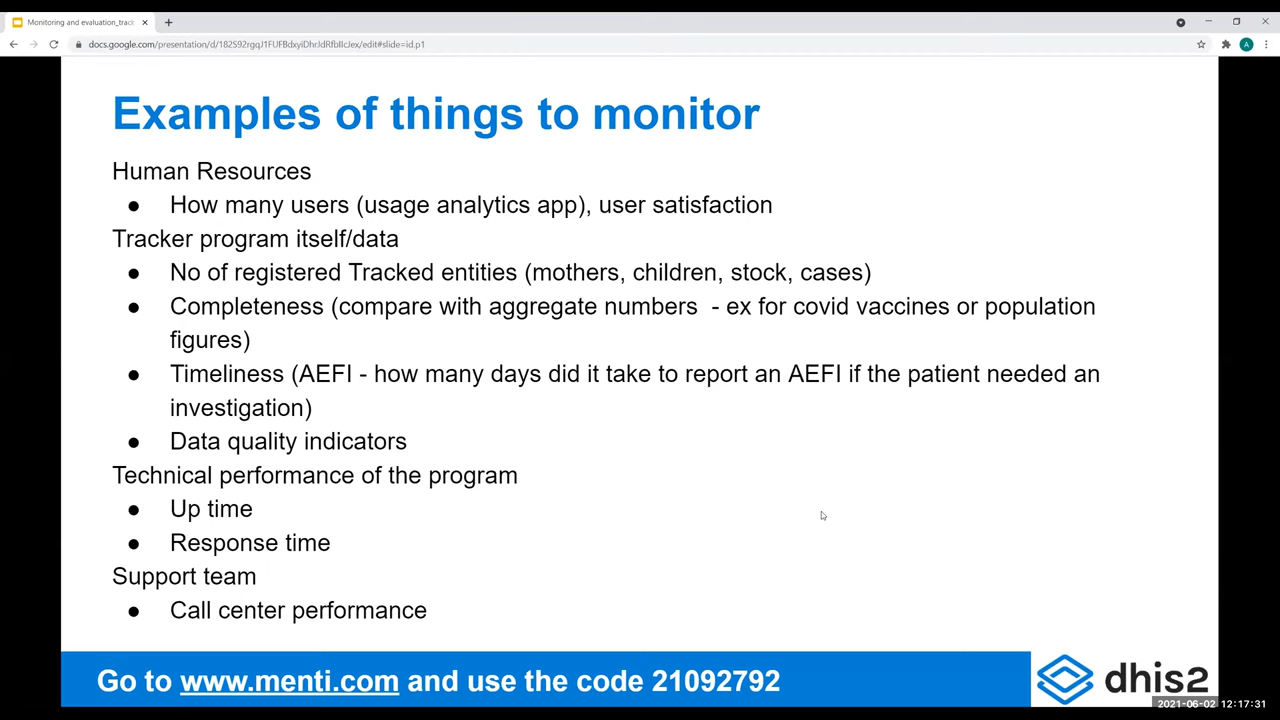 Monitoring and evaluation_track
docs.google.com/presentation/d/182S92rgqJ1FUFBdxyiDhrJdRfbIIcJex/edit#slide=id.p1
A
Examples of things to monitor
Human Resources
● How many users (usage analytics app), user satisfaction
Tracker program itself/data
● No of registered Tracked entities (mothers, children, stock, cases)
● Completeness (compare with aggregate numbers - ex for covid vaccines or population
figures)
● Timeliness (AEFI - how many days did it take to report an AEFI if the patient needed an
investigation)
● Data quality indicators
Technical performance of the program
● Up time
● Response time
Support team
● Call center performance
Go to www.menti.com and use the code 21092792
dhis2
2021-06-02 12:17:31